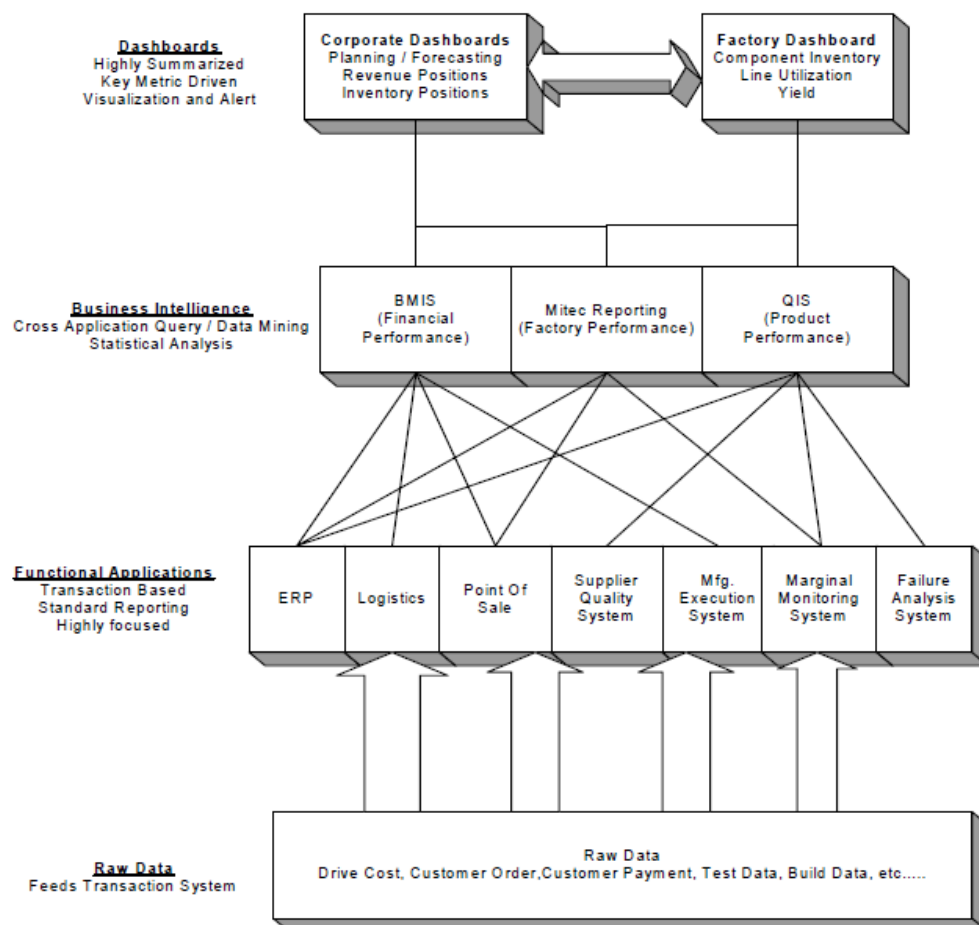 Dashboards
Highly Summarized
Key Metric Driven
Visualization and Alert
Corporate Dashboards
Planning / Forecasting
Revenue Positions
Inventory Positions
Factory Dashboard
Component Inventory
Line Utilization
Yield
Business Intelligence
Cross Application Query / Data Mining
Statistical Analysis
BMIS
(Financial
Performance)
Mitec Reporting
(Factory Performance)
QIS
(Product
Performance)
Functional Applications
Transaction Based
Standard Reporting
Highly focused
ERP
Logistics
Point Of
Sale
Supplier
Quality
System
Mfg.
Execution
System
Marginal
Monitoring
System
Failure
Analysis
System
Raw Data
Feeds Transaction System
Raw Data
Drive Cost, Customer Order,Customer Payment, Test Data, Build Data, etc.....